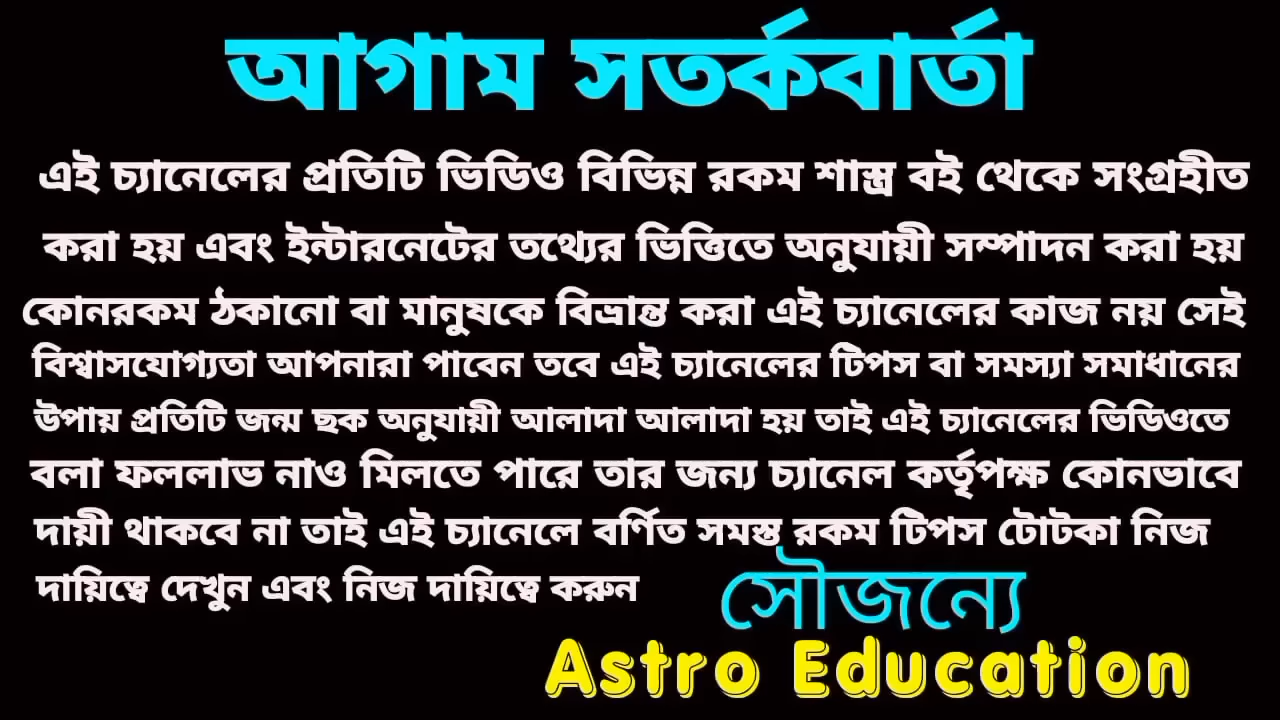 আগাম সতর্কবার্তা
এই চ্যানেলের প্রতিটি ভিডিও বিভিন্ন রকম শাস্ত্র বই থেকে সংগ্রহীত
করা হয় এবং ইন্টারনেটের তথ্যের ভিত্তিতে অনুযায়ী সম্পাদন করা হয়
কোনরকম ঠকানো বা মানুষকে বিভ্রান্ত করা এই চ্যানেলের কাজ নয় সেই
বিশ্বাসযোগ্যতা আপনারা পাবেন তবে এই চ্যানেলের টিপস বা সমস্যা সমাধানের
উপায় প্রতিটি জন্ম ছক অনুযায়ী আলাদা আলাদা হয় তাই এই চ্যানেলের ভিডিওতে
বলা ফললাভ নাও মিলতে পারে তার জন্য চ্যানেল কর্তৃপক্ষ কোনভাবে
দায়ী থাকবে না তাই এই চ্যানেলে বর্ণিত সমস্ত রকম টিপস টোটকা নিজ
দায়িত্বে দেখুন এবং নিজ দায়িত্বে করুন
সৌজন্যে
Astro Education